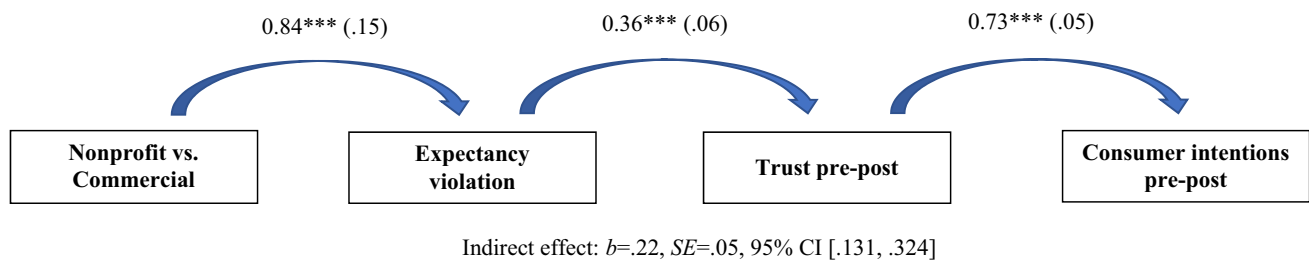 0.84*** (.15)
0.36*** (.06)
0.73*** (.05)
Nonprofit vs.
Commercial
Expectancy
violation
Trust pre-post
Consumer intentions
pre-post
Indirect effect: b=.22, SE=.05, 95% CI [.131, .324]